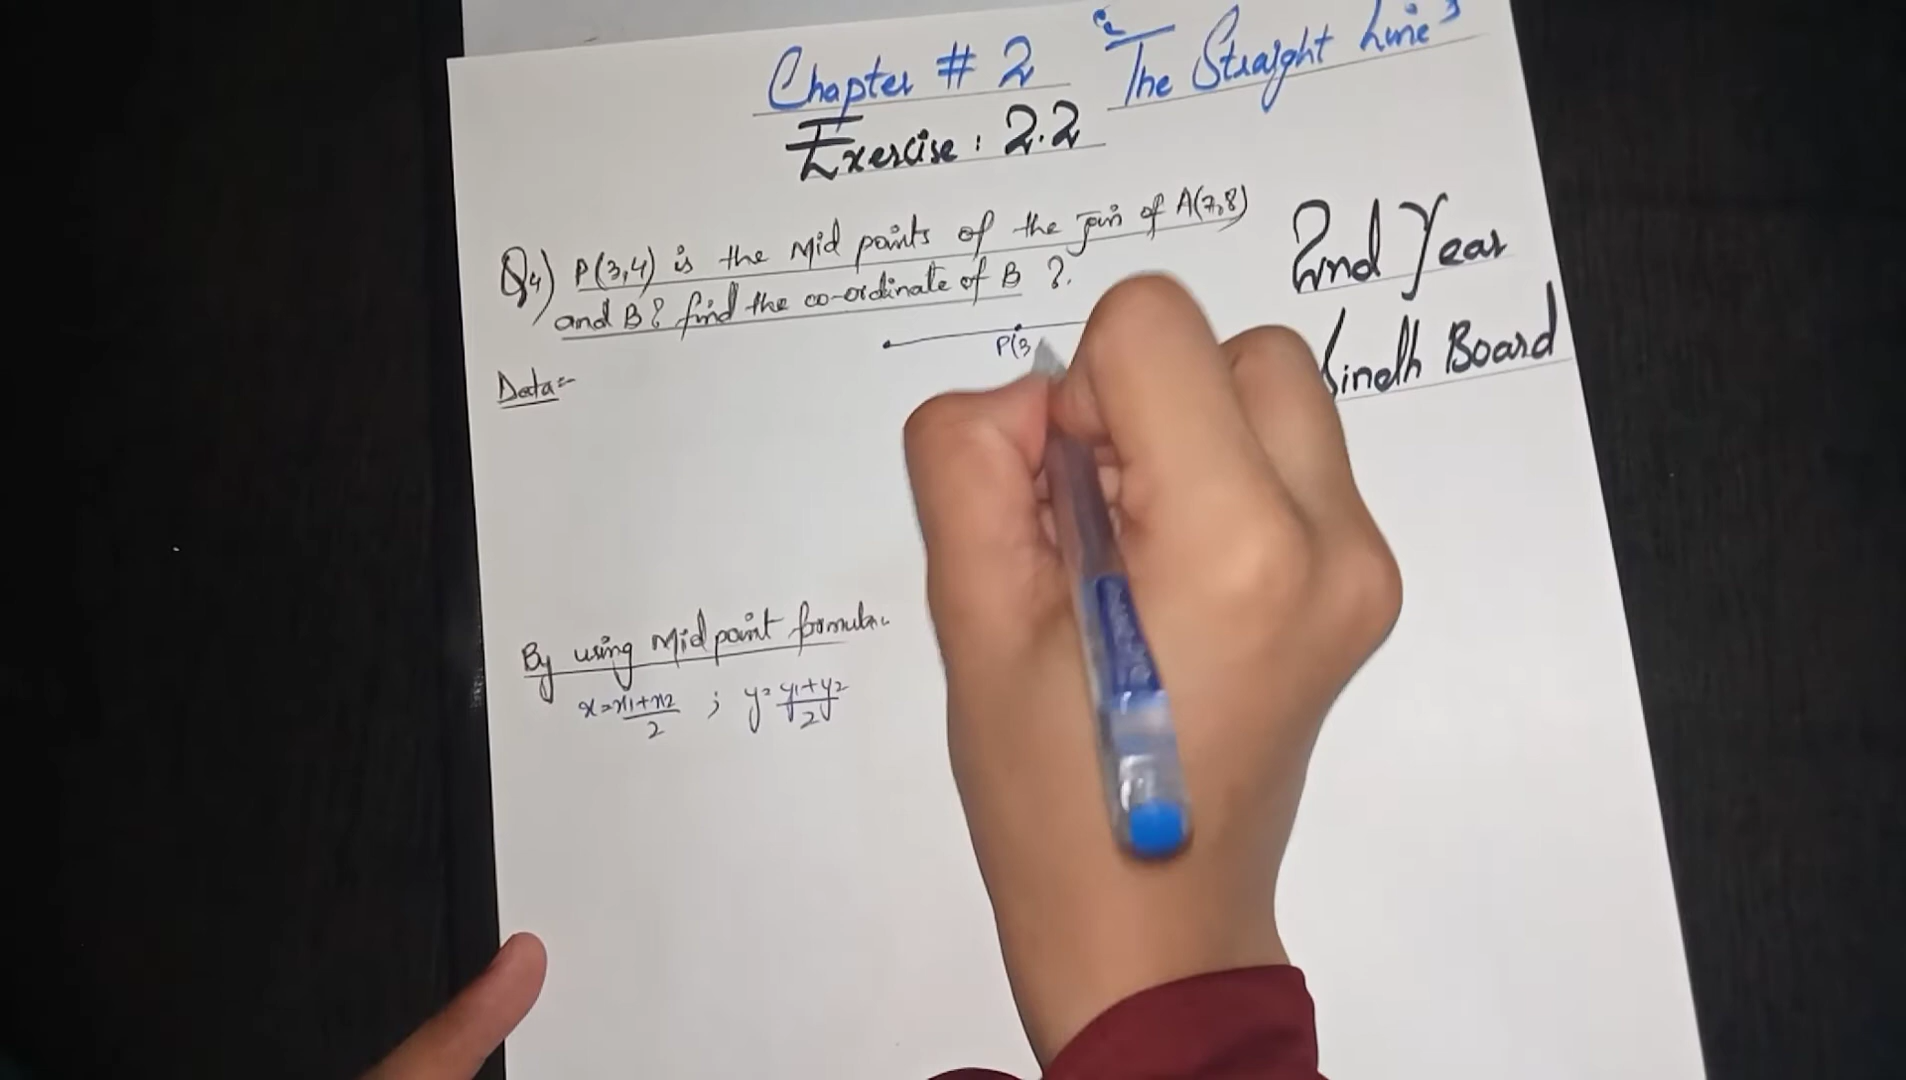 Chapter # 2 "The Straight Line"
Exercise: 2.2
Q4) P(3,4) is the Mid points of the join of A(7,8)
and B? find the co-ordinate of B ?.
2nd Year
Sindh Board
P(3
Data:-
By using Mid point formula:-
x = x1+x2/2 ; y = y1+y2/2